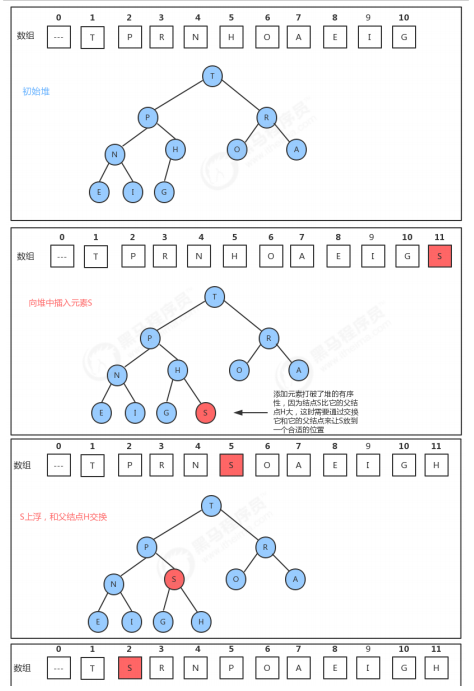 0 1 2 3 4 5 6 7 8 9 10
数组 --- T P R N H O A E I G
初始堆
T
P R
N H O A
E I G
0 1 2 3 4 5 6 7 8 9 10 11
数组 --- T P R N H O A E I G S
向堆中插入元素S
T
P R
N H O A
E I G S
添加元素打破了堆的有序
性，因为结点S比它的父结
点H大，这时需要通过交换
它和它的父结点来让S放到
一个合适的位置
0 1 2 3 4 5 6 7 8 9 10 11
数组 --- T P R N S O A E I G H
S上浮，和父结点H交换
T
P R
N S O A
E I G H
0 1 2 3 4 5 6 7 8 9 10 11
数组 --- T S R N P O A E I G H